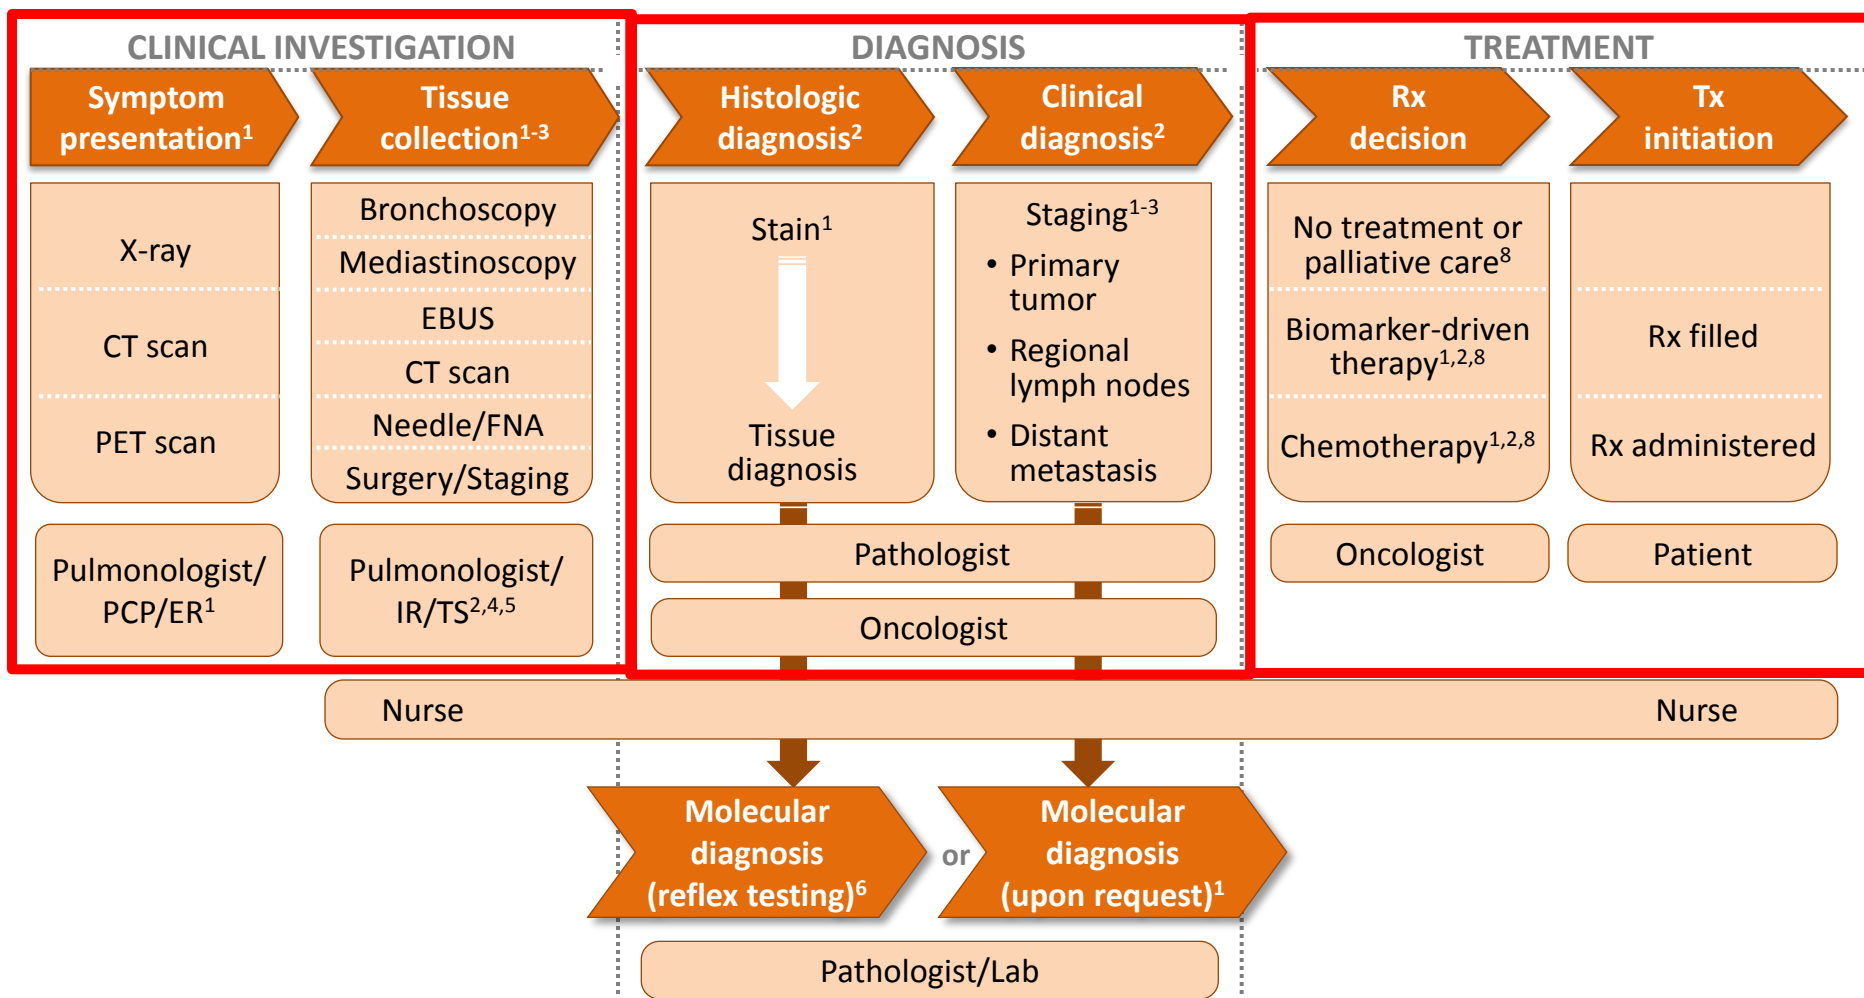 CLINICAL INVESTIGATION
DIAGNOSIS
TREATMENT
Symptom
presentation¹
Tissue
collection¹⁻³
Histologic
diagnosis²
Clinical
diagnosis²
Rx
decision
Tx
initiation
X-ray
CT scan
PET scan
Bronchoscopy
Mediastinoscopy
EBUS
CT scan
Needle/FNA
Surgery/Staging
Stain¹
Tissue
diagnosis
Staging¹⁻³
• Primary
tumor
• Regional
lymph nodes
• Distant
metastasis
No treatment or
palliative care⁸
Biomarker-driven
therapy¹,²,⁸
Chemotherapy¹,²,⁸
Rx filled
Rx administered
Pulmonologist/
PCP/ER¹
Pulmonologist/
IR/TS²,⁴,⁵
Pathologist
Oncologist
Oncologist
Patient
Nurse
Nurse
Molecular
diagnosis
(reflex testing)⁶
or
Molecular
diagnosis
(upon request)¹
Pathologist/Lab